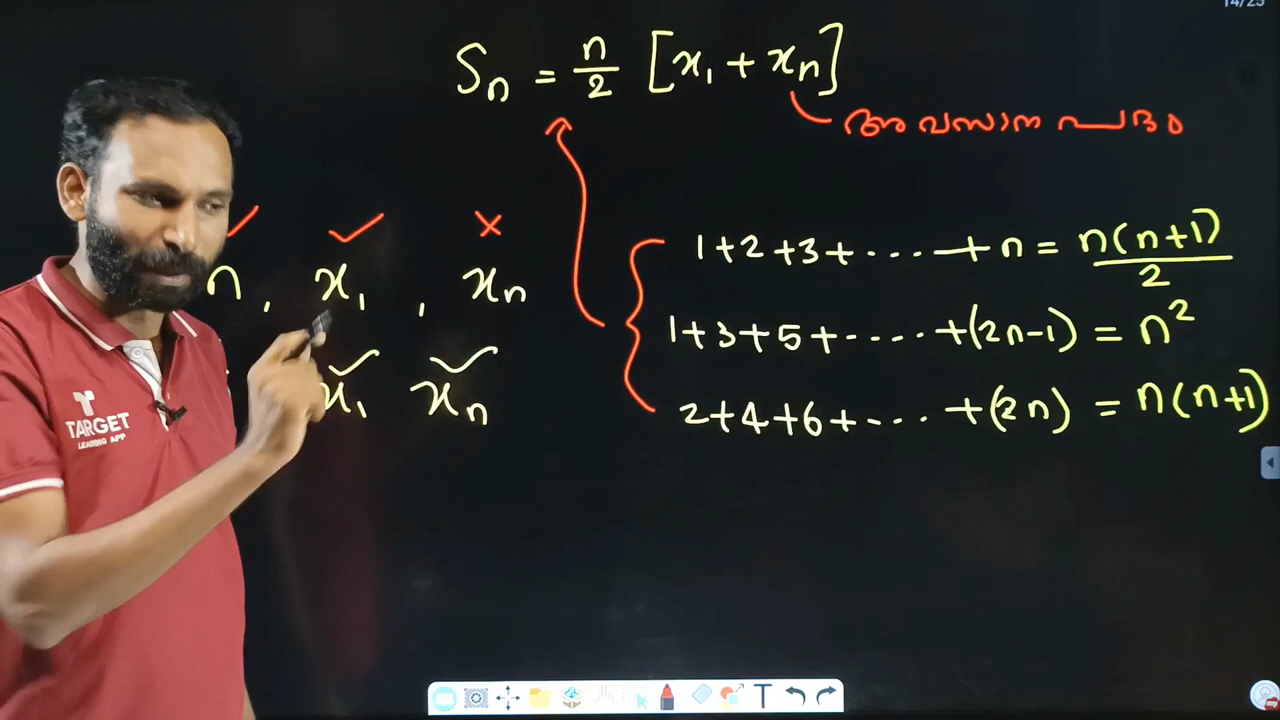 14/25
Sn = n/2 [x₁ + xn]
അവസാന പദം
n, x₁, xn
1+2+3+....+n = n(n+1)/2
1+3+5+....+(2n-1) = n²
x₁ xn
2+4+6+....+(2n) = n(n+1)
TARGET
LEARNING APP
T